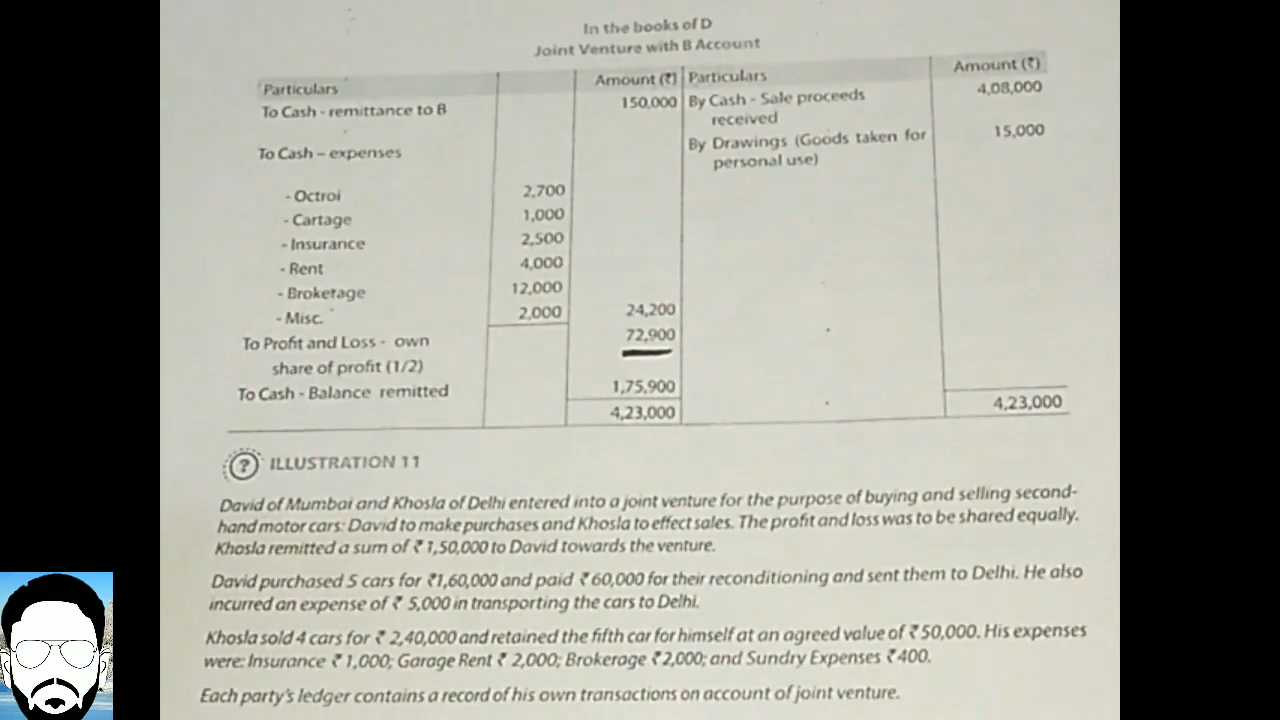 In the books of D
Joint Venture with B Account
Particulars Amount (₹) Particulars Amount (₹)
To Cash - remittance to B 150,000 By Cash - Sale proceeds 4,08,000
received
To Cash – expenses By Drawings (Goods taken for 15,000
personal use)
- Octroi 2,700
- Cartage 1,000
- Insurance 2,500
- Rent 4,000
- Brokerage 12,000
- Misc. 2,000 24,200
To Profit and Loss - own 72,900
share of profit (1/2)
To Cash - Balance remitted 1,75,900
4,23,000 4,23,000
? ILLUSTRATION 11
David of Mumbai and Khosla of Delhi entered into a joint venture for the purpose of buying and selling second-
hand motor cars: David to make purchases and Khosla to effect sales. The profit and loss was to be shared equally.
Khosla remitted a sum of ₹ 1,50,000 to David towards the venture.
David purchased 5 cars for ₹1,60,000 and paid ₹ 60,000 for their reconditioning and sent them to Delhi. He also
incurred an expense of ₹ 5,000 in transporting the cars to Delhi.
Khosla sold 4 cars for ₹ 2,40,000 and retained the fifth car for himself at an agreed value of ₹ 50,000. His expenses
were: Insurance ₹ 1,000; Garage Rent ₹ 2,000; Brokerage ₹ 2,000; and Sundry Expenses ₹ 400.
Each party's ledger contains a record of his own transactions on account of joint venture.